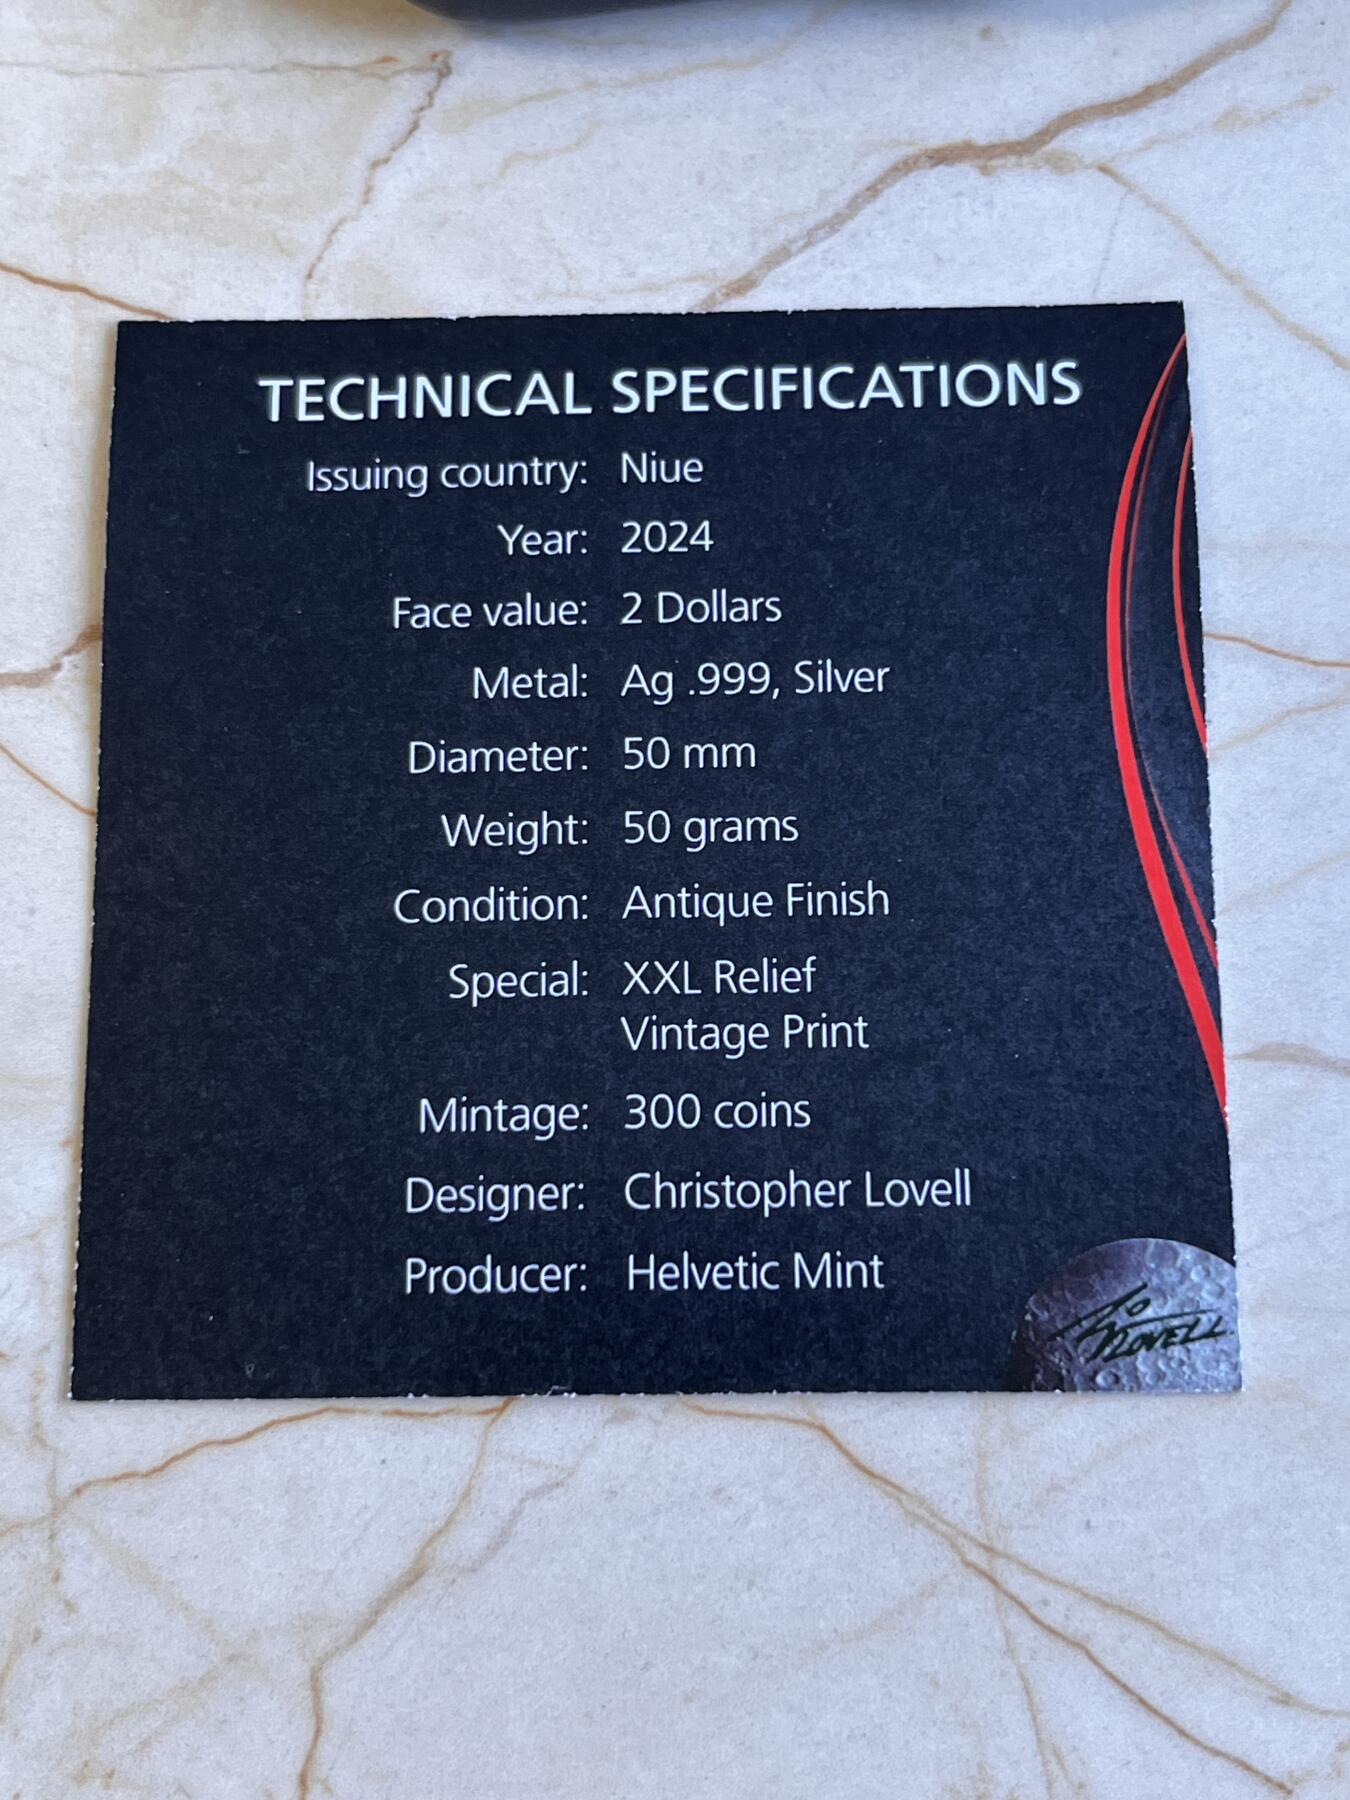 TECHNICAL SPECIFICATIONS
Issuing country: Niue
Year: 2024
Face value: 2 Dollars
Metal: Ag .999, Silver
Diameter: 50 mm
Weight: 50 grams
Condition: Antique Finish
Special: XXL Relief
Vintage Print
Mintage: 300 coins
Designer: Christopher Lovell
Producer: Helvetic Mint
LOVELL